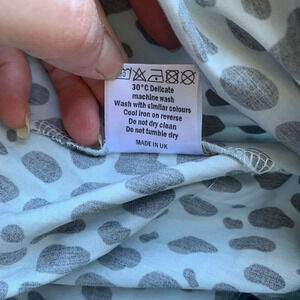 30°C Delicate
machine wash
Wash with similar colours
Cool iron on reverse
Do not dry clean
Do not tumble dry
MADE IN UK